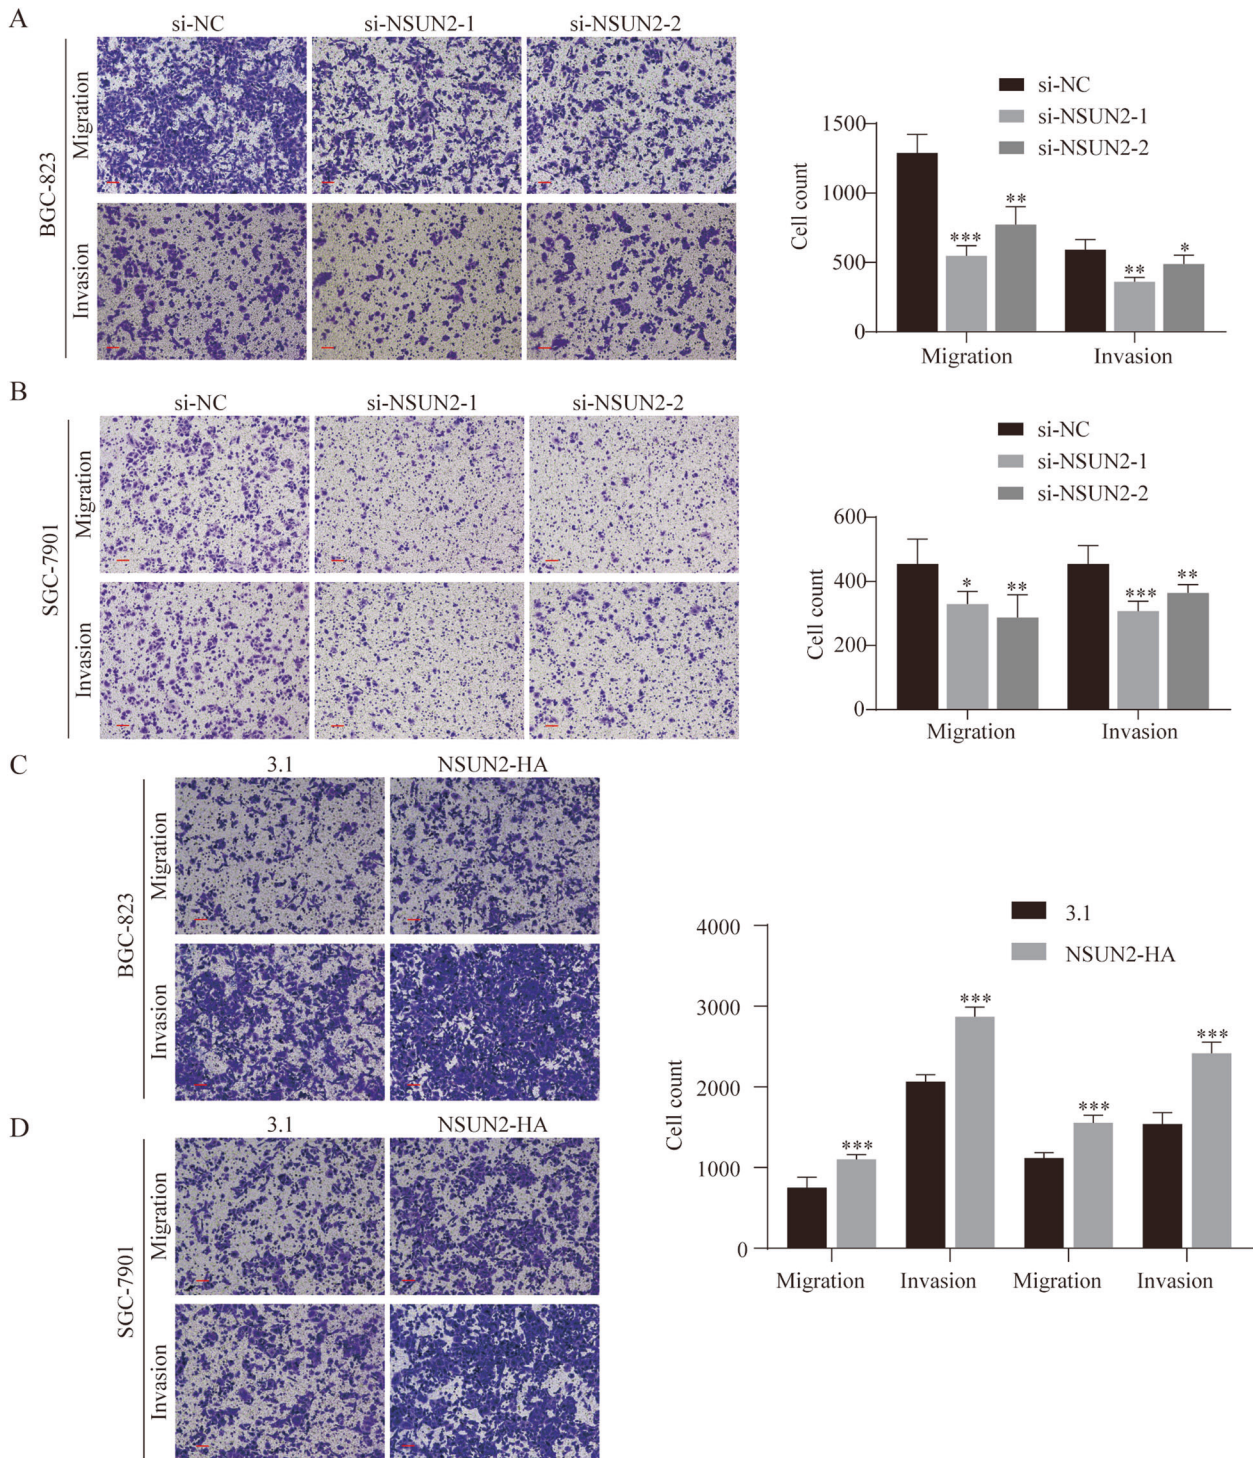 A
si-NC si-NSUN2-1 si-NSUN2-2
BGC-823
Migration
Invasion
si-NC
si-NSUN2-1
si-NSUN2-2
Cell count
1500
1000
500
0
*** **
** *
Migration Invasion
B
si-NC si-NSUN2-1 si-NSUN2-2
SGC-7901
Migration
Invasion
si-NC
si-NSUN2-1
si-NSUN2-2
Cell count
600
400
200
0
* **
*** **
Migration Invasion
C
3.1 NSUN2-HA
BGC-823
Migration
Invasion
D
3.1 NSUN2-HA
SGC-7901
Migration
Invasion
3.1
NSUN2-HA
Cell count
4000
3000
2000
1000
0
*** *** *** ***
Migration Invasion Migration Invasion